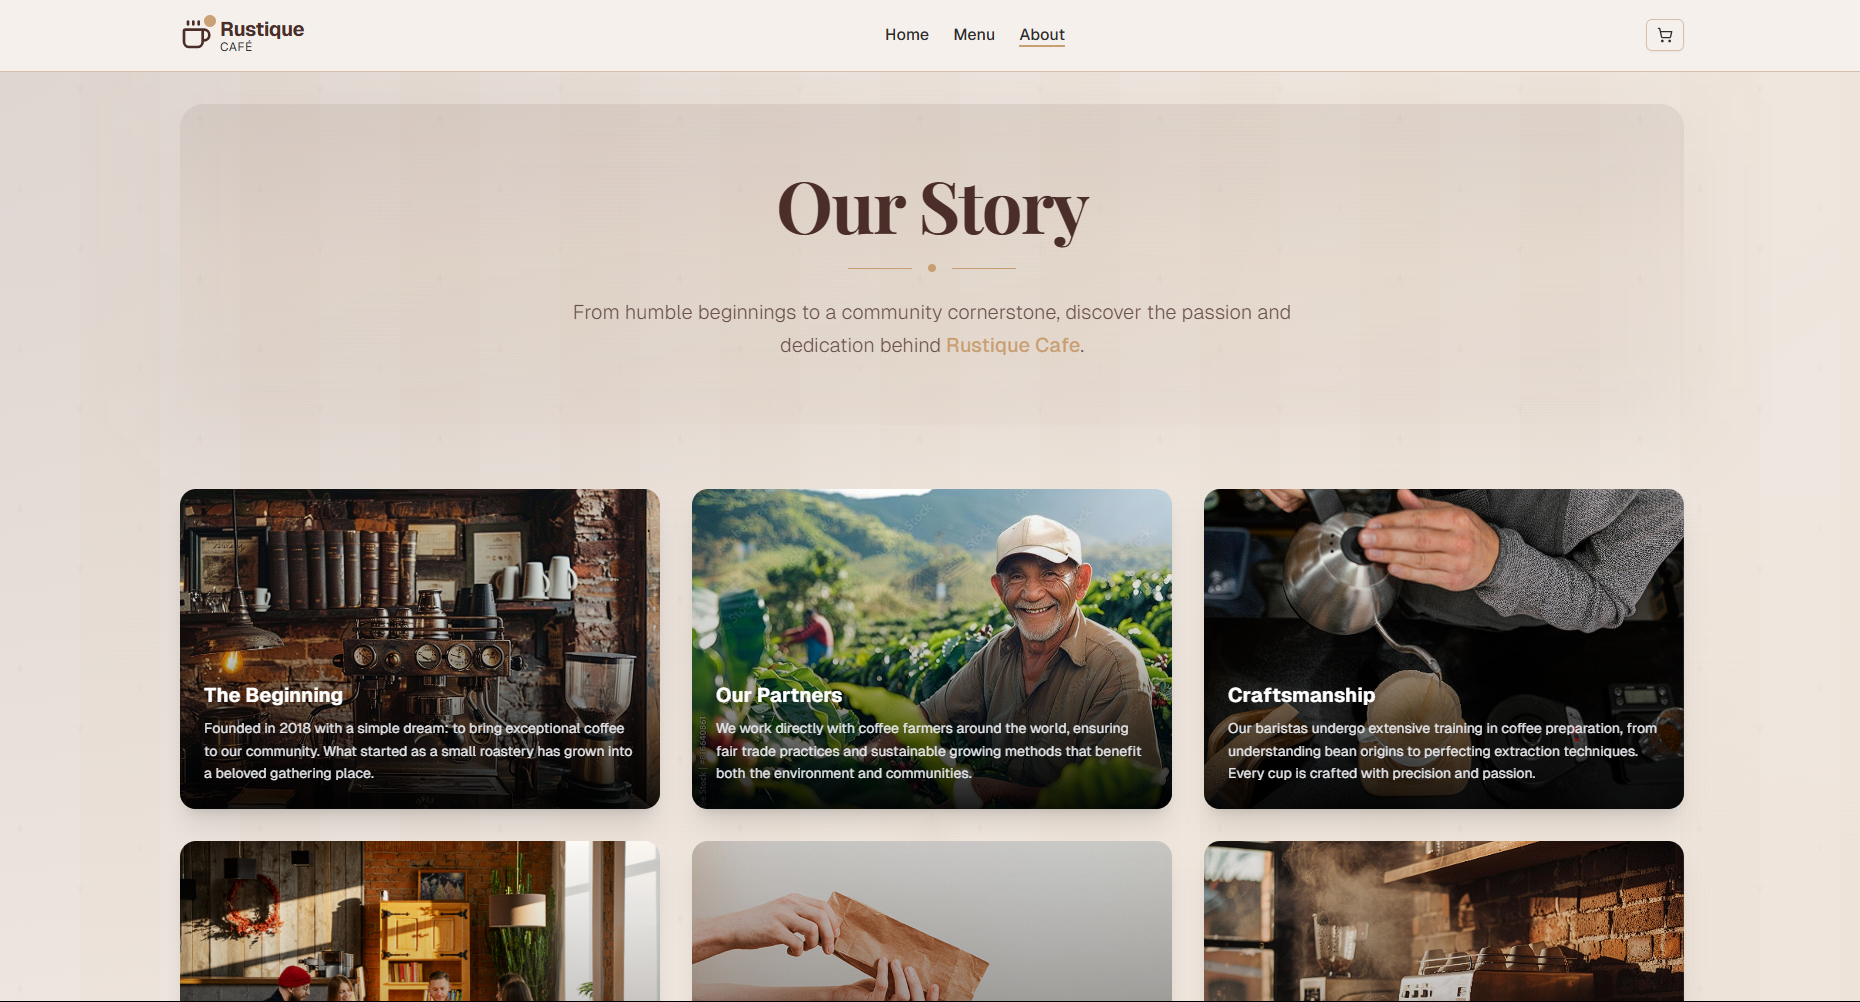 Rustique
CAFÉ
Home
Menu
About
Our Story
From humble beginnings to a community cornerstone, discover the passion and
dedication behind Rustique Cafe.
The Beginning
Founded in 2018 with a simple dream: to bring exceptional coffee
to our community. What started as a small roastery has grown into
a beloved gathering place.
Our Partners
We work directly with coffee farmers around the world, ensuring
fair trade practices and sustainable growing methods that benefit
both the environment and communities.
Craftsmanship
Our baristas undergo extensive training in coffee preparation, from
understanding bean origins to perfecting extraction techniques.
Every cup is crafted with precision and passion.